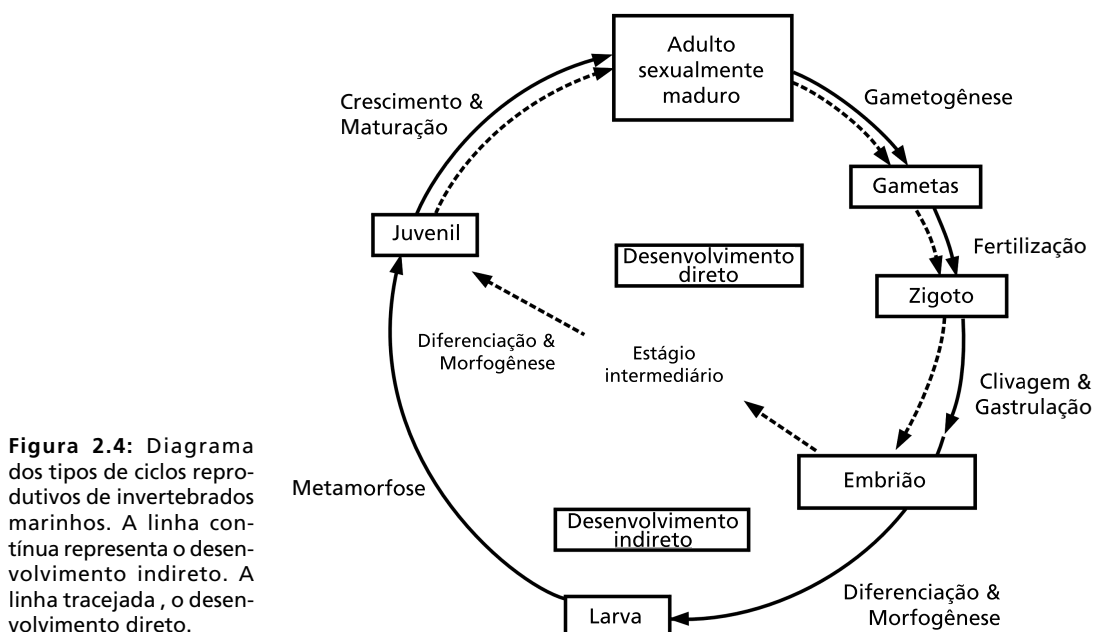 Adulto
sexualmente
maduro
Crescimento &
Maturação
Gametogênese
Gametas
Juvenil
Fertilização
Desenvolvimento
direto
Zigoto
Diferenciação &
Morfogênese
Estágio
intermediário
Clivagem &
Gastrulação
Embrião
Metamorfose
Desenvolvimento
indireto
Diferenciação &
Morfogênese
Larva
Figura 2.4: Diagrama
dos tipos de ciclos repro-
dutivos de invertebrados
marinhos. A linha con-
tínua representa o desen-
volvimento indireto. A
linha tracejada , o desen-
volvimento direto.